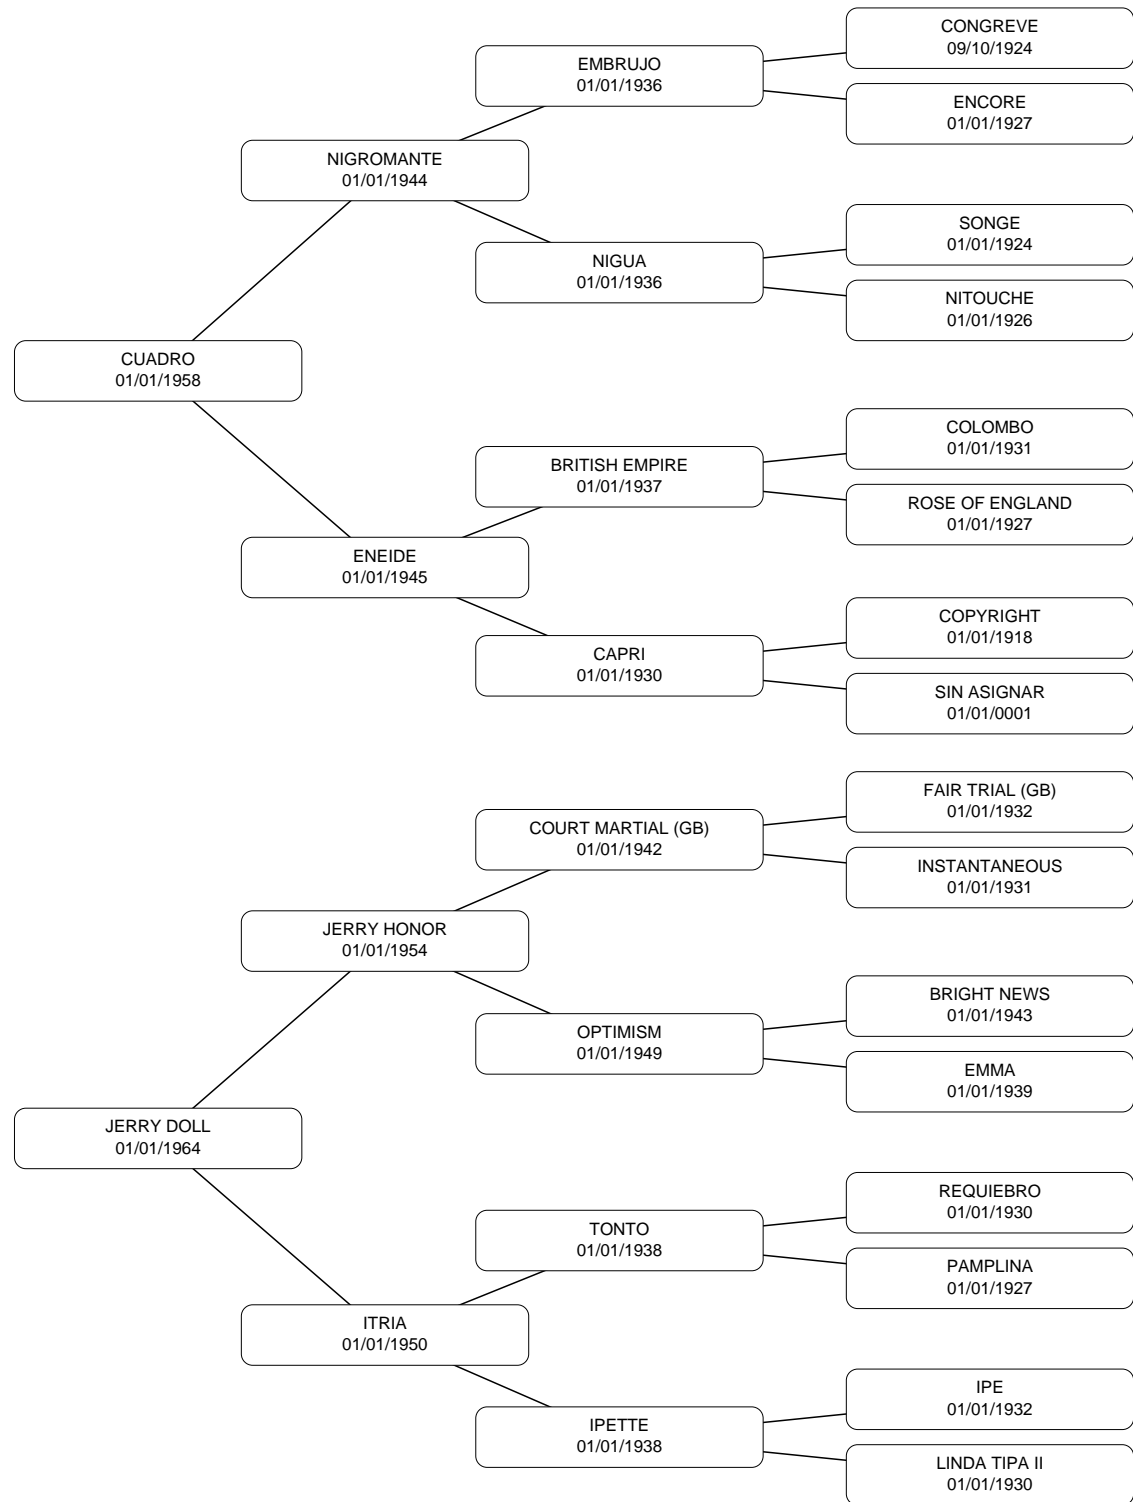 CONGREVE
09/10/1924
EMBRUJO
01/01/1936
ENCORE
01/01/1927
NIGROMANTE
01/01/1944
SONGE
01/01/1924
NIGUA
01/01/1936
NITOUCHE
01/01/1926
CUADRO
01/01/1958
COLOMBO
01/01/1931
BRITISH EMPIRE
01/01/1937
ROSE OF ENGLAND
01/01/1927
ENEIDE
01/01/1945
COPYRIGHT
01/01/1918
CAPRI
01/01/1930
SIN ASIGNAR
01/01/0001
FAIR TRIAL (GB)
01/01/1932
COURT MARTIAL (GB)
01/01/1942
INSTANTANEOUS
01/01/1931
JERRY HONOR
01/01/1954
BRIGHT NEWS
01/01/1943
OPTIMISM
01/01/1949
EMMA
01/01/1939
JERRY DOLL
01/01/1964
REQUIEBRO
01/01/1930
TONTO
01/01/1938
PAMPLINA
01/01/1927
ITRIA
01/01/1950
IPE
01/01/1932
IPETTE
01/01/1938
LINDA TIPA II
01/01/1930